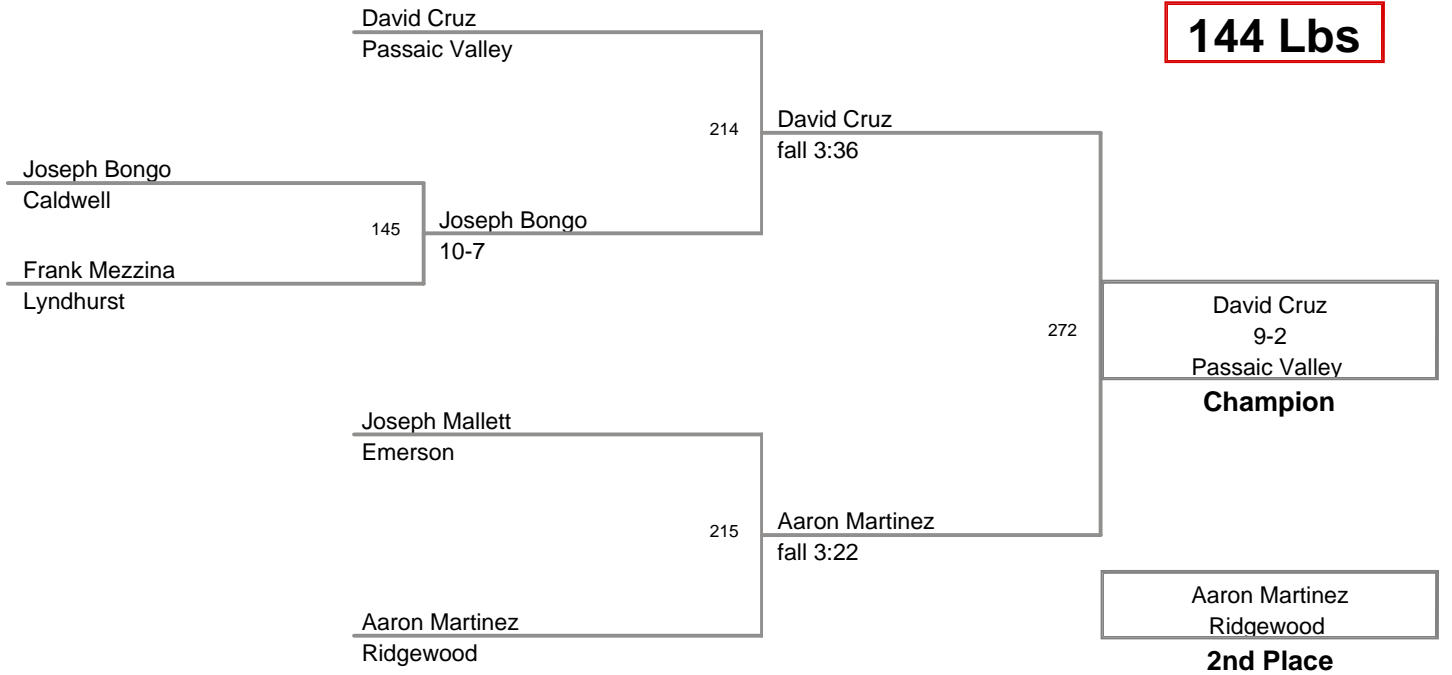 David Cruz
Passaic Valley
144 Lbs
214
David Cruz
fall 3:36
Joseph Bongo
Caldwell
145
Joseph Bongo
10-7
Frank Mezzina
Lyndhurst
272
David Cruz
9-2
Passaic Valley
Champion
Joseph Mallett
Emerson
215
Aaron Martinez
fall 3:22
Aaron Martinez
Ridgewood
Aaron Martinez
Ridgewood
2nd Place